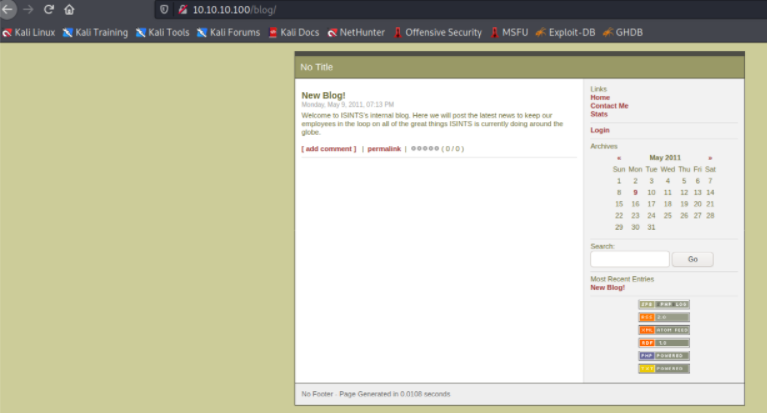 10.10.10.100/blog/
Kali Linux Kali Training Kali Tools Kali Forums Kali Docs NetHunter Offensive Security MSFU Exploit-DB GHDB
No Title
New Blog!
Monday, May 9, 2011, 07:13 PM
Welcome to ISINTS's internal blog. Here we will post the latest news to keep our
employees in the loop on all of the great things ISINTS is currently doing around the
globe.
[ add comment ] | permalink | ( 0 / 0 )
Links
Home
Contact Me
Stats
Login
Archives
« May 2011 »
Sun Mon Tue Wed Thu Fri Sat
1 2 3 4 5 6 7
8 9 10 11 12 13 14
15 16 17 18 19 20 21
22 23 24 25 26 27 28
29 30 31
Search:
Go
Most Recent Entries
New Blog!
RSS 2.0
RDF 1.0
PHP POWERED
POWERED
No Footer - Page Generated in 0.0108 seconds